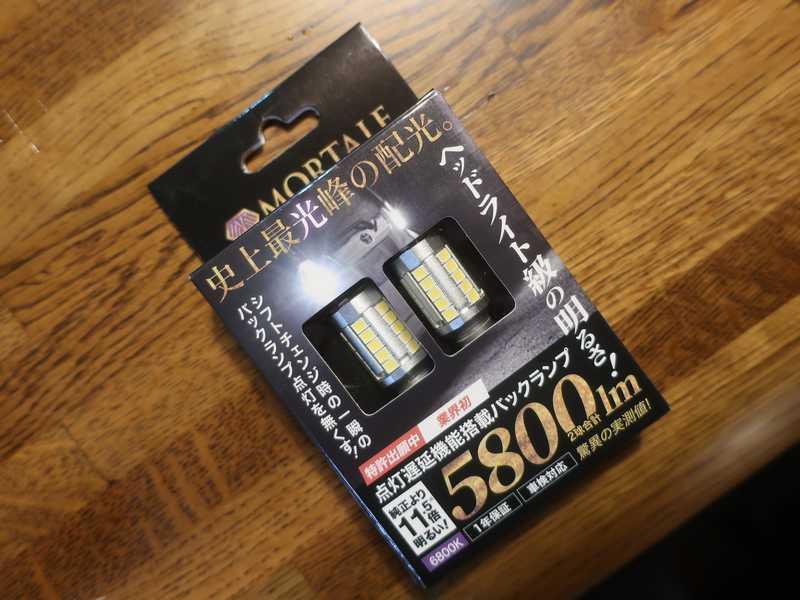 MORTALE
史上最光峰の配光。
ヘッドライト級の明るさ!
シフトチェンジ時の一瞬の
バックランプ点灯を無くす!
特許出願中
業界初
点灯遅延機能搭載バックランプ
5800lm
2球合計
驚異の実測値!
純正より
11.5倍
明るい!
1年保証
車検対応
6800K